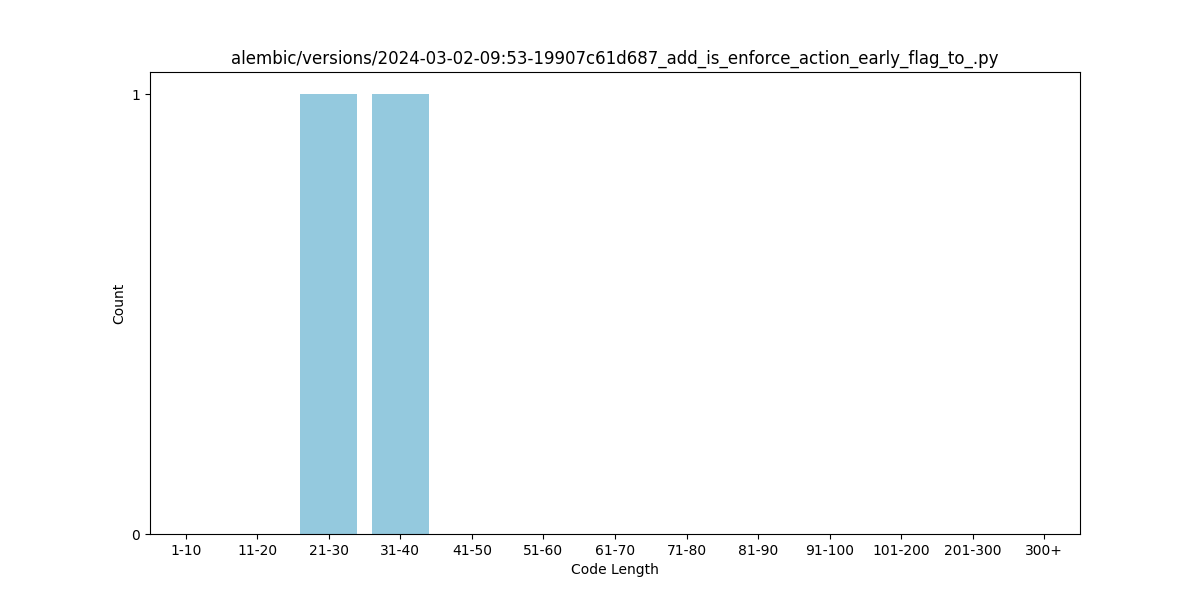 alembic/versions/2024-03-02-09:53-19907c61d687_add_is_enforce_action_early_flag_to_.py
1
Count
0
1-10 11-20 21-30 31-40 41-50 51-60 61-70 71-80 81-90 91-100 101-200 201-300 300+
Code Length